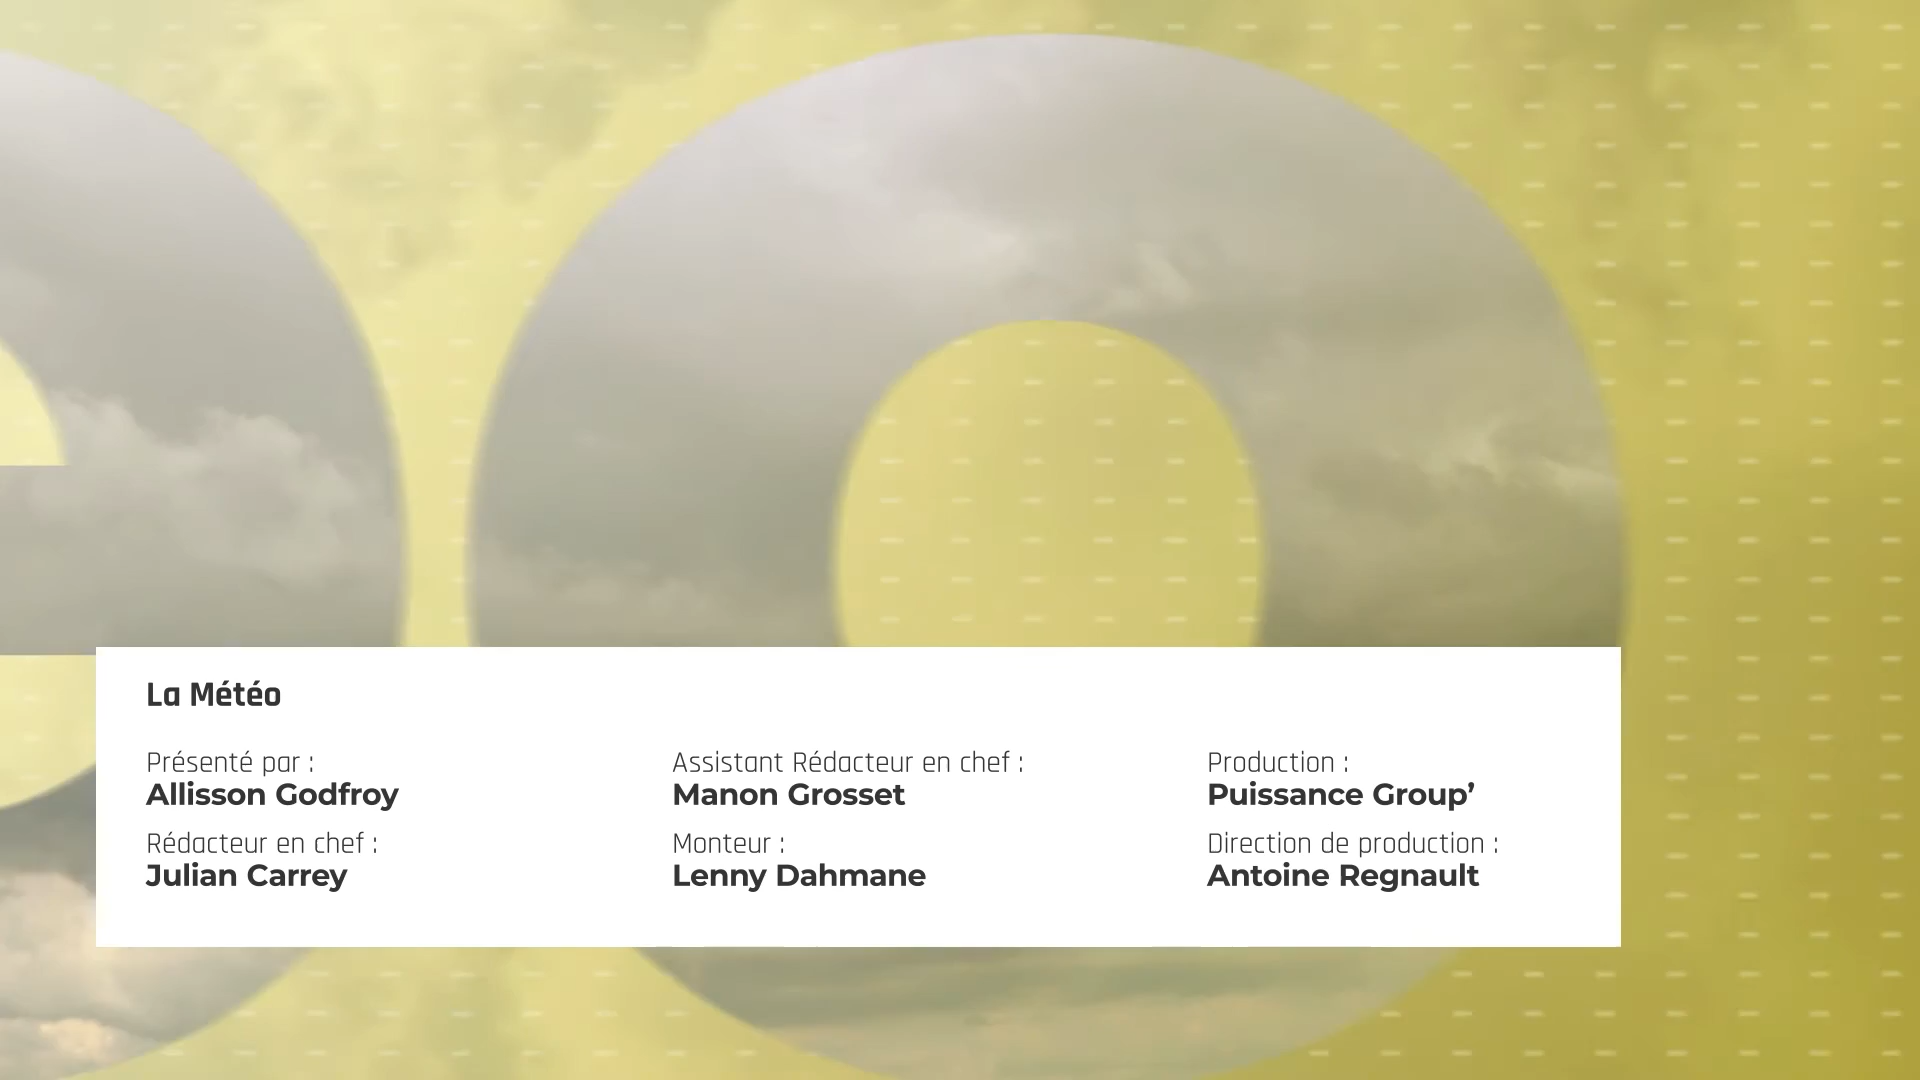 La Météo
Présenté par :
Allisson Godfroy
Rédacteur en chef :
Julian Carrey
Assistant Rédacteur en chef :
Manon Grosset
Monteur :
Lenny Dahmane
Production :
Puissance Group’
Direction de production :
Antoine Regnault